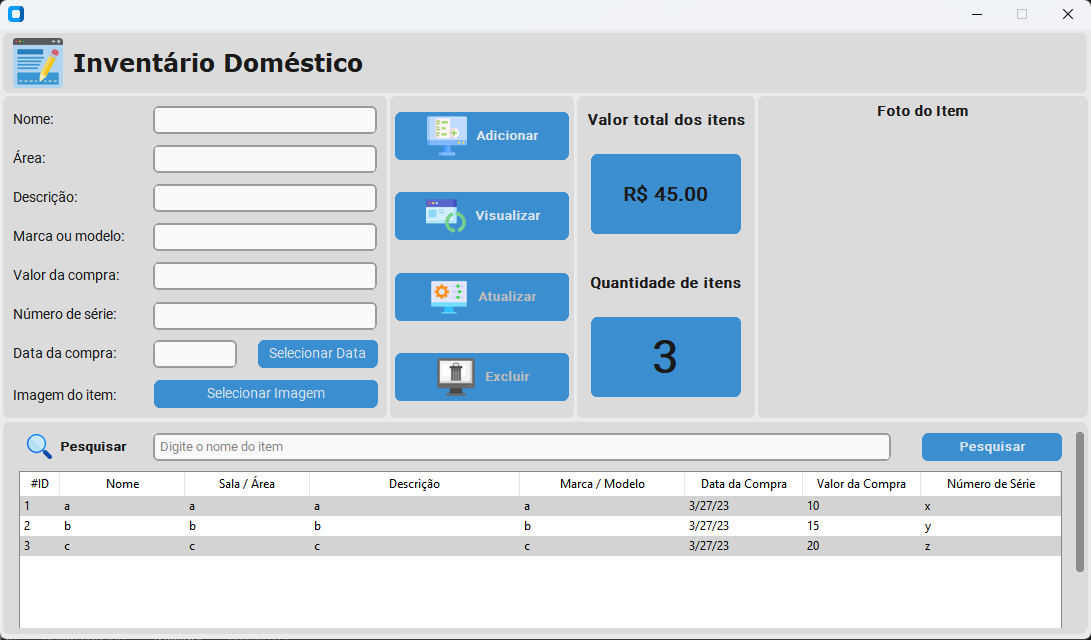 Inventário Doméstico
Nome:
Área:
Descrição:
Marca ou modelo:
Valor da compra:
Número de série:
Data da compra:
Selecionar Data
Imagem do item:
Selecionar Imagem
Adicionar
Visualizar
Atualizar
Excluir
Valor total dos itens
R$ 45.00
Quantidade de itens
3
Foto do Item
Pesquisar
Digite o nome do item
Pesquisar
#ID Nome Sala / Área Descrição Marca / Modelo Data da Compra Valor da Compra Número de Série
1 a a a a 3/27/23 10 x
2 b b b b 3/27/23 15 y
3 c c c c 3/27/23 20 z